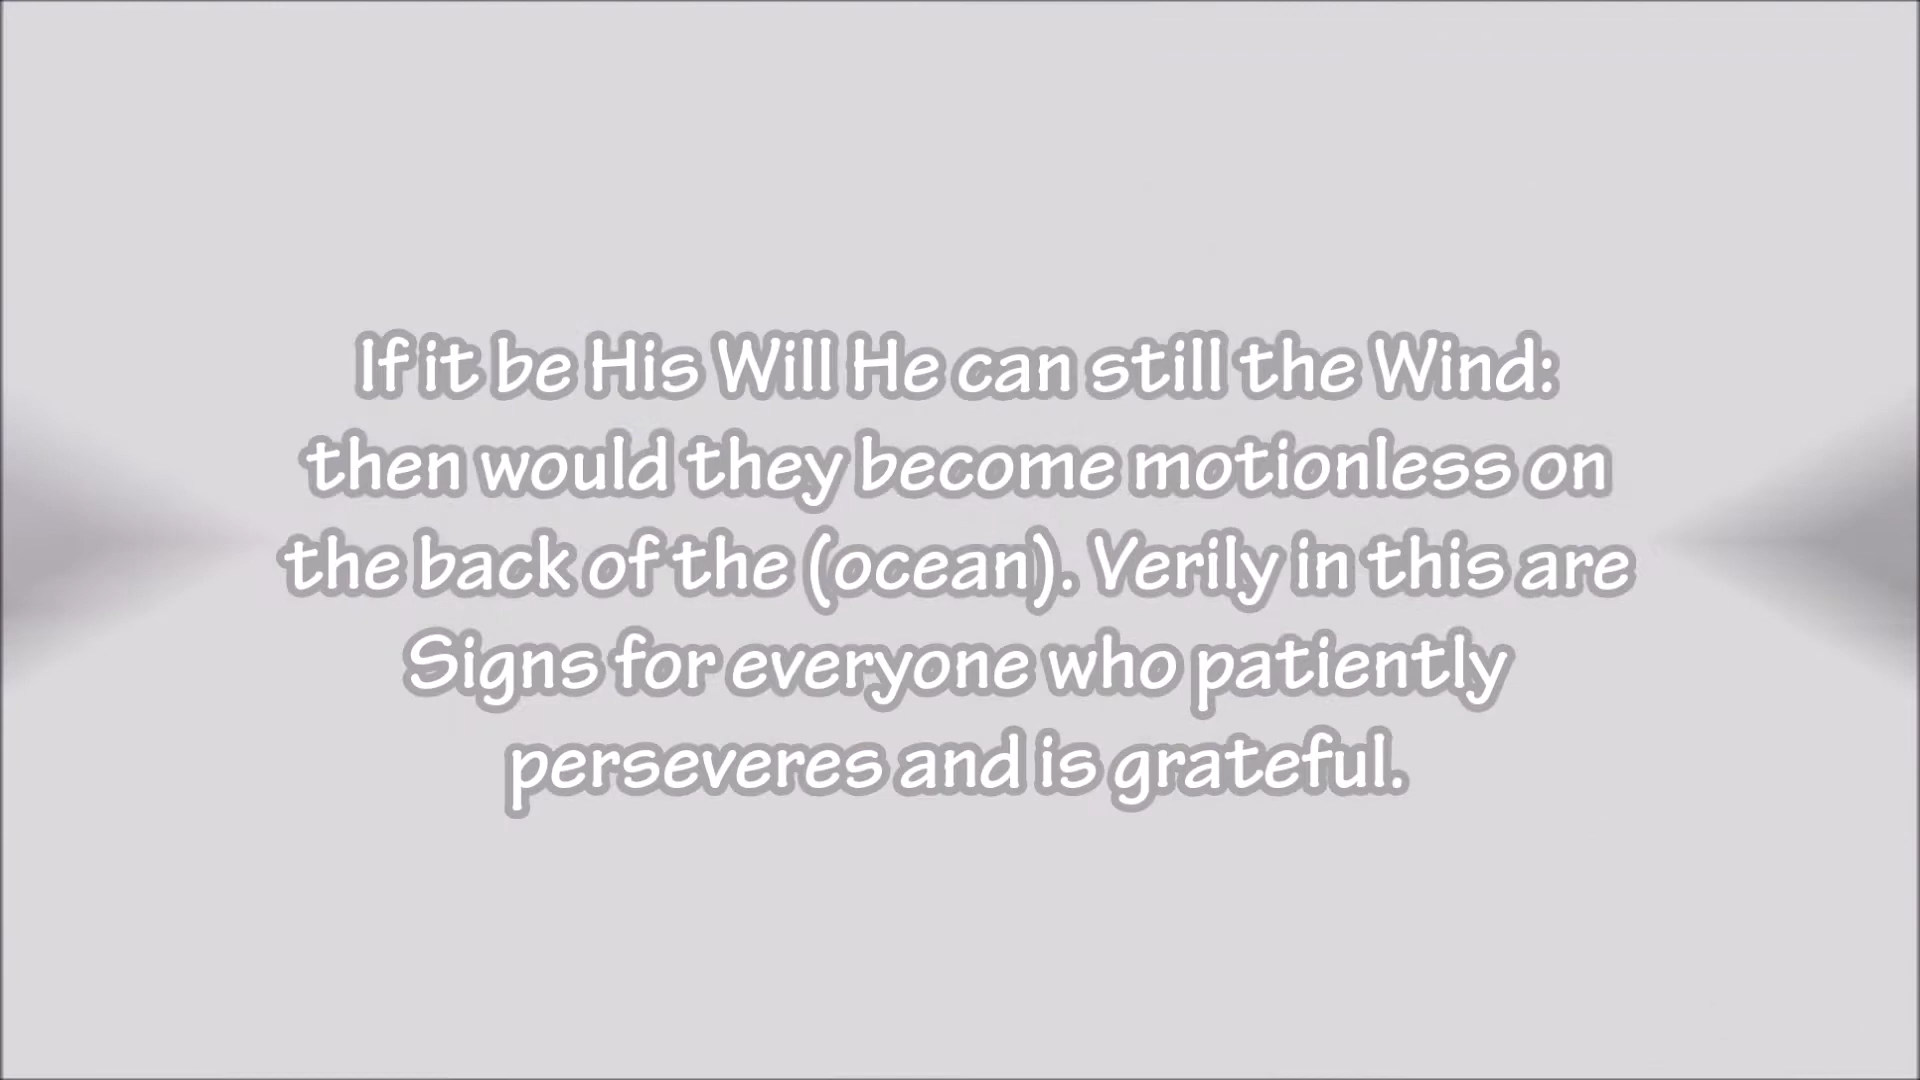 If it be His Will He can still the Wind:
then would they become motionless on
the back of the (ocean). Verily in this are
Signs for everyone who patiently
perseveres and is grateful.